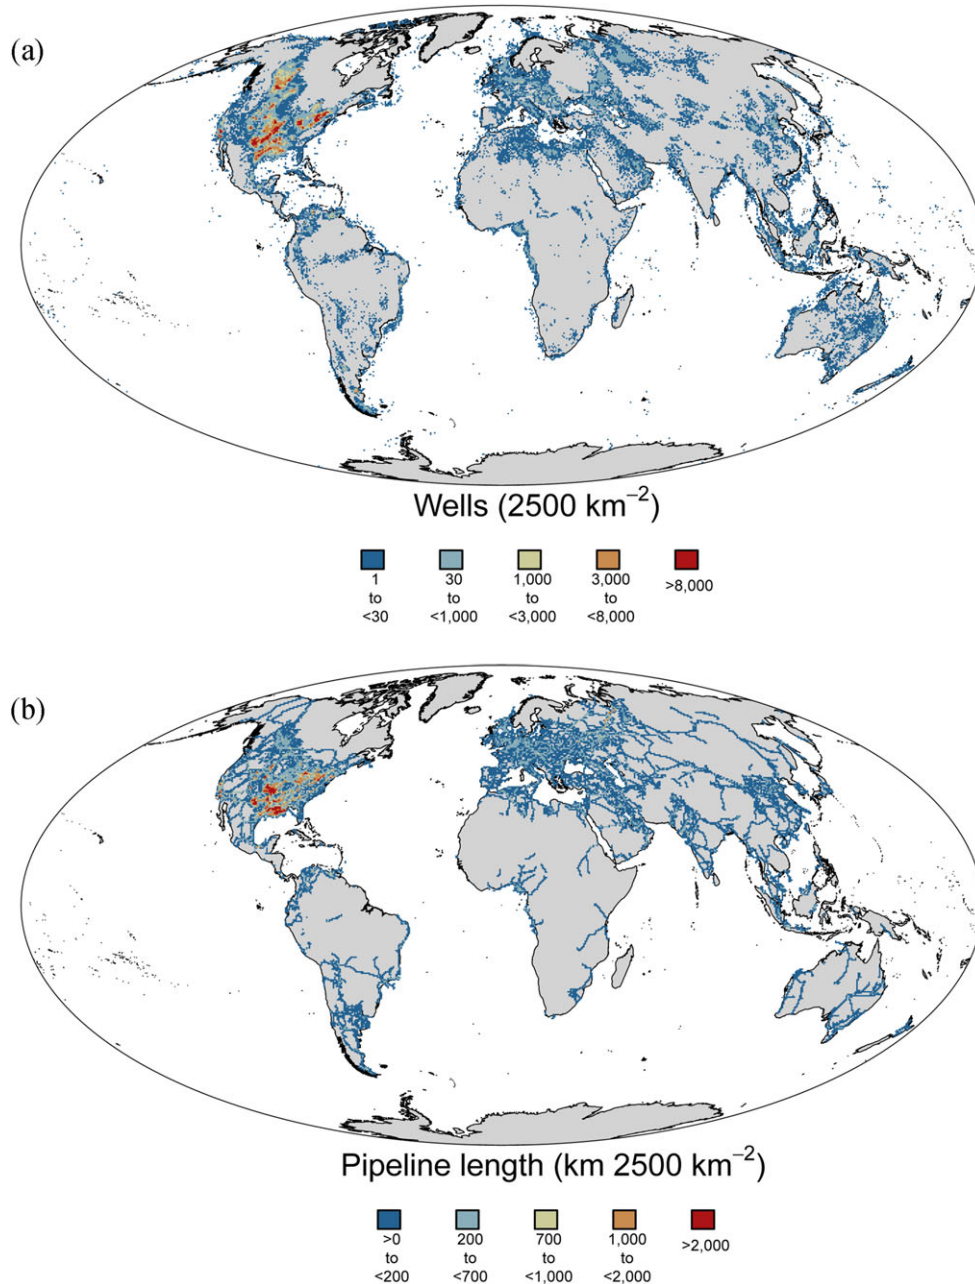 (a)
Wells (2500 km⁻²)
1 30 1,000 3,000 >8,000
to to to to
<30 <1,000 <3,000 <8,000
(b)
Pipeline length (km 2500 km⁻²)
>0 200 700 1,000 >2,000
to to to to
<200 <700 <1,000 <2,000